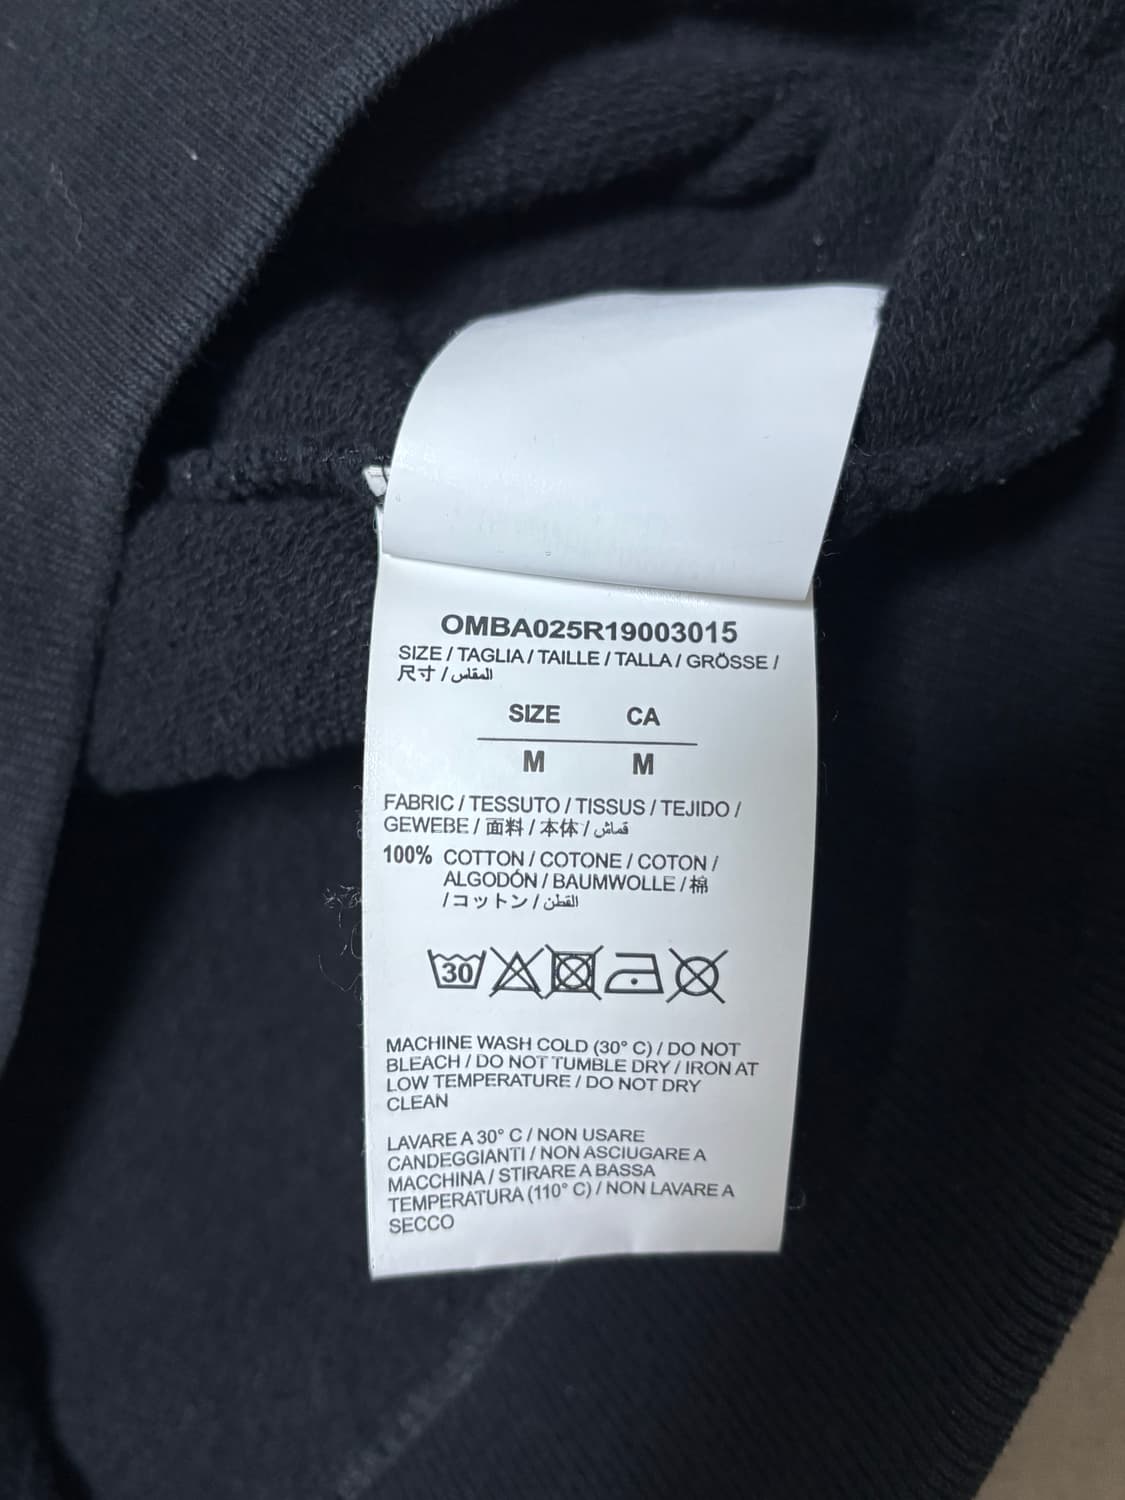 OMBA025R19003015
SIZE / TAGLIA / TAILLE / TALLA / GRÖSSE /
尺寸 / المقاس
SIZE CA
M M
FABRIC / TESSUTO / TISSUS / TEJIDO /
GEWEBE / 面料 / 本体 / قماش
100% COTTON / COTONE / COTON /
ALGODÓN / BAUMWOLLE / 棉
/ コットン / القطن
30
MACHINE WASH COLD (30° C) / DO NOT
BLEACH / DO NOT TUMBLE DRY / IRON AT
LOW TEMPERATURE / DO NOT DRY
CLEAN
LAVARE A 30° C / NON USARE
CANDEGGIANTI / NON ASCIUGARE A
MACCHINA / STIRARE A BASSA
TEMPERATURA (110° C) / NON LAVARE A
SECCO